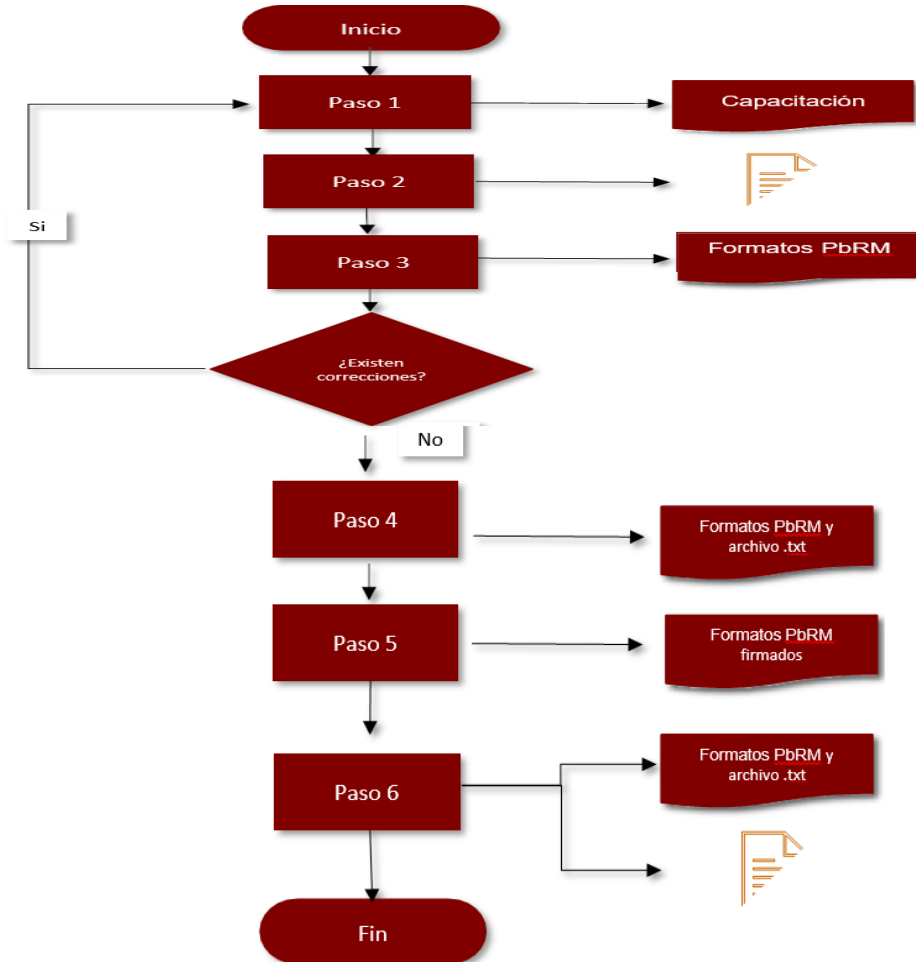 Inicio
Paso 1
Capacitación
Paso 2
Si
Paso 3
Formatos PbRM
¿Existen
correcciones?
No
Paso 4
Formatos PbRM y
archivo .txt
Paso 5
Formatos PbRM
firmados
Paso 6
Formatos PbRM y
archivo .txt
Fin